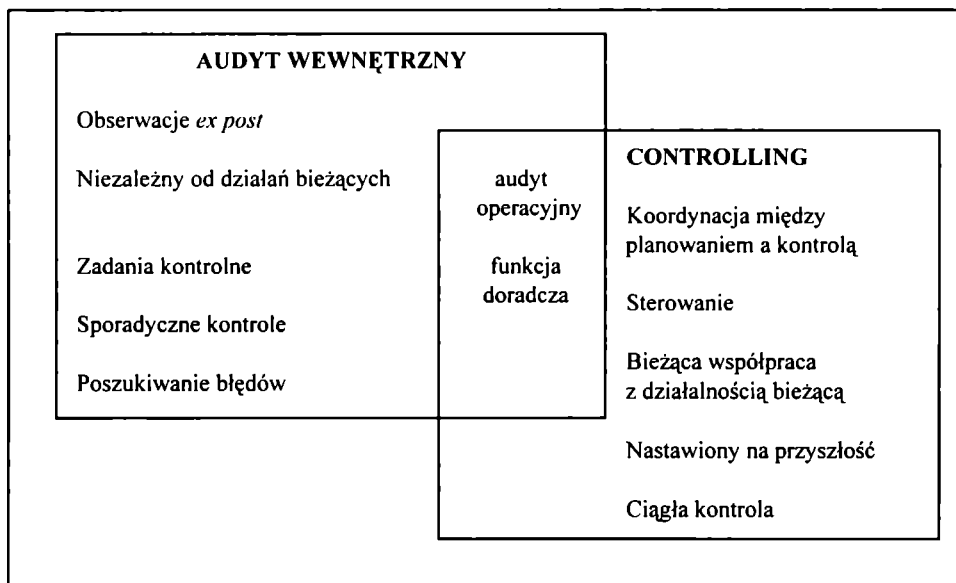 AUDYT WEWNĘTRZNY
Obserwacje ex post
Niezależny od działań bieżących
Zadania kontrolne
Sporadyczne kontrole
Poszukiwanie błędów
audyt
operacyjny
funkcja
doradcza
CONTROLLING
Koordynacja między
planowaniem a kontrolą
Sterowanie
Bieżąca współpraca
z działalnością bieżącą
Nastawiony na przyszłość
Ciągła kontrola